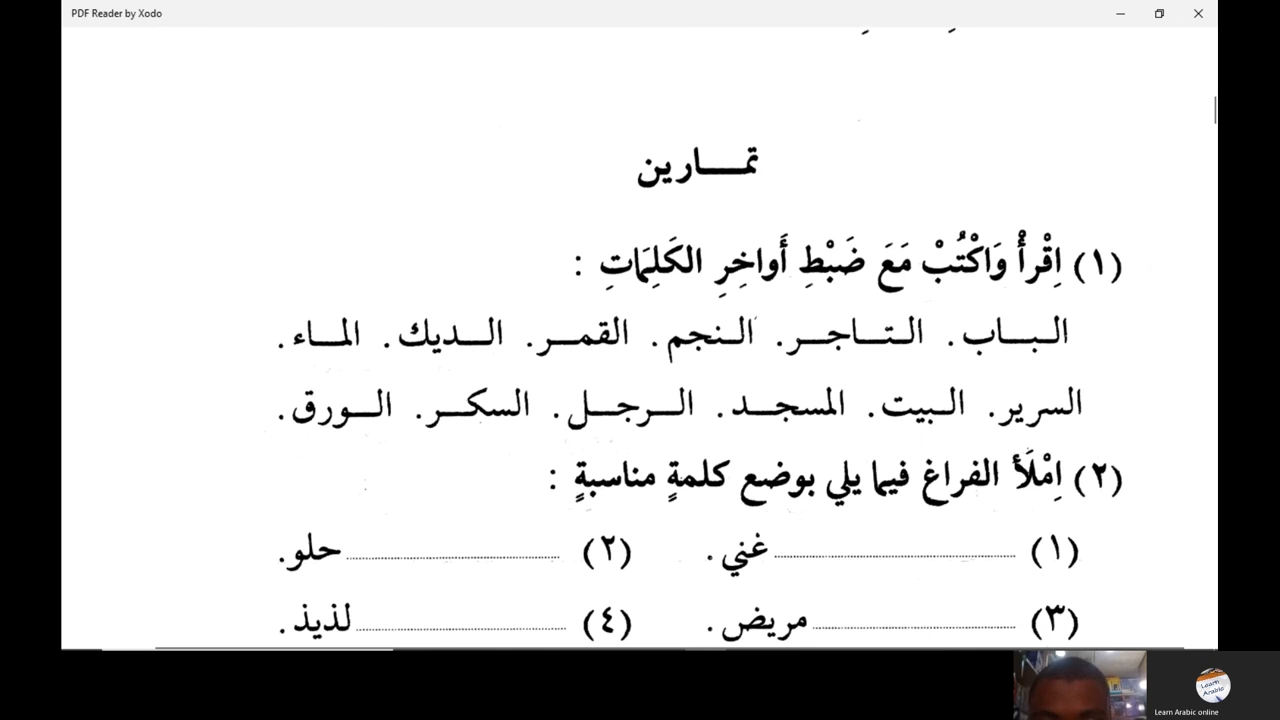 PDF Reader by Xodo
تمارين
(١) اِقْرأْ وَاكْتُبْ مَعَ ضَبْطِ أَواخِرِ الكَلِمَاتِ :
الباب. التاجر. النجم. القمر. الديك. الماء.
السرير. البيت. المسجد. الرجل. السكر. الورق.
(٢) اِمْلَأ الفراغ فيما يلي بوضع كلمةٍ مناسبةٍ :
(١) .......... غني. (٢) .......... حلو.
(٣) .......... مريض. (٤) .......... لذيذ.
Learn Arabic
Learn Arabic online